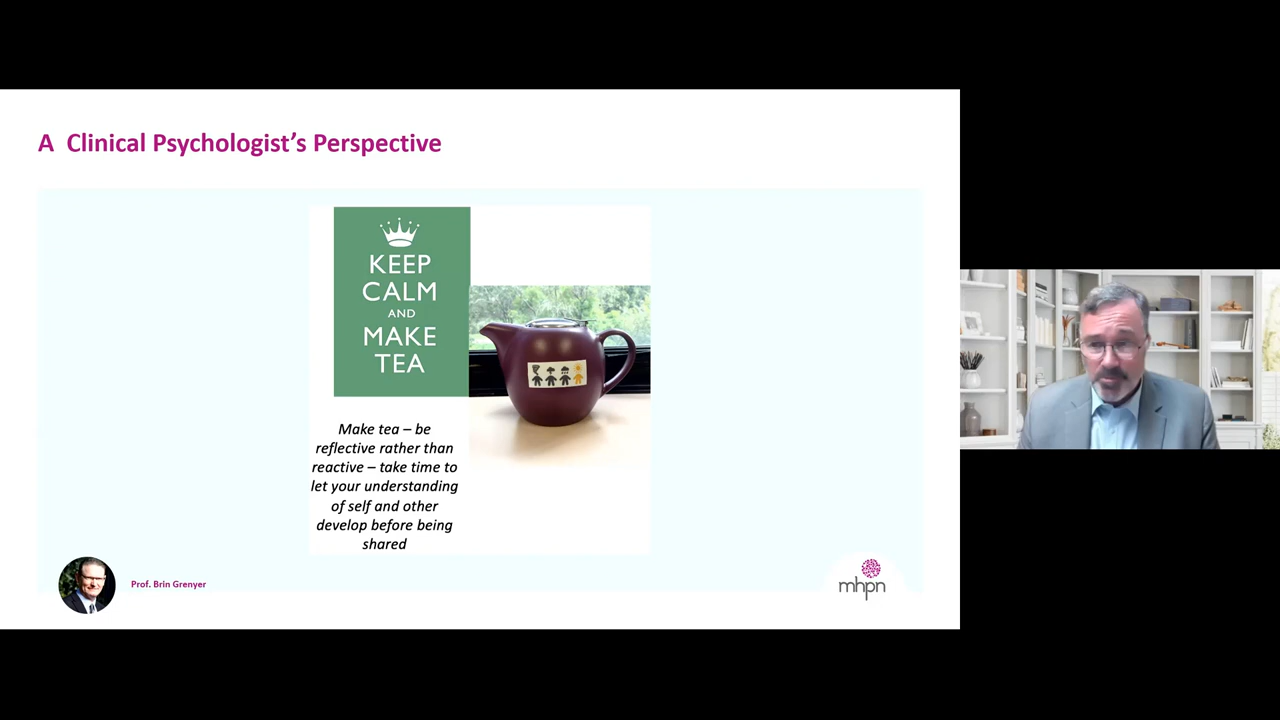 A  Clinical Psychologist’s Perspective
KEEP
CALM
AND
MAKE
TEA
Make tea – be
reflective rather than
reactive – take time to
let your understanding
of self and other
develop before being
shared
Prof. Brin Grenyer
mhpn